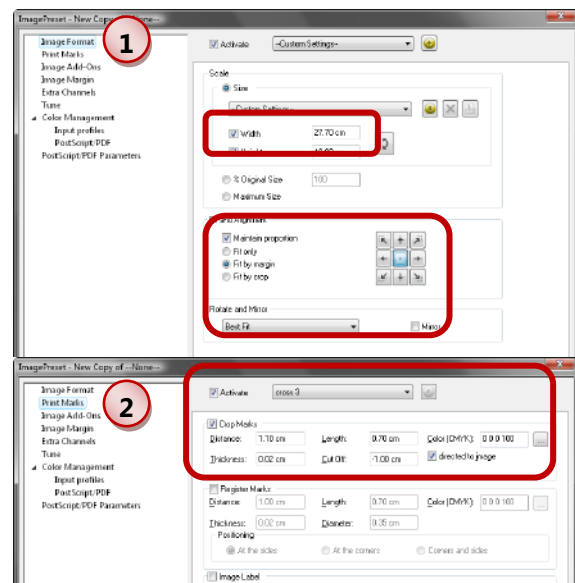 ImagePreset - New Copy of --None--
1
Image Format
Print Marks
Image Add-Ons
Image Margin
Extra Channels
Tune
Color Management
Input profiles
PostScript/PDF
PostScript/PDF Parameters
Activate --Custom Settings--
Scale
Size
--Custom Settings--
Width 27.70 cm
% Original Size 100
Maximum Size
Alignment
Maintain proportion
Fit only
Fit by margin
Fit by crop
Rotate and Mirror
Best Fit Mirror
ImagePreset - New Copy of --None--
2
Image Format
Print Marks
Image Add-Ons
Image Margin
Extra Channels
Tune
Color Management
Input profiles
PostScript/PDF
PostScript/PDF Parameters
Activate cross 3
Crop Marks
Distance: 1.10 cm Length: 0.70 cm Color (CMYK): 0 0 0 100 ...
Thickness: 0.02 cm Cut Off: -1.00 cm directed to image
Register Marks
Distance: 1.00 cm Length: 0.70 cm Color (CMYK): 0 0 0 100 ...
Thickness: 0.02 cm Diameter: 0.35 cm
Positioning
At the sides At the corners Corners and sides
Image Label